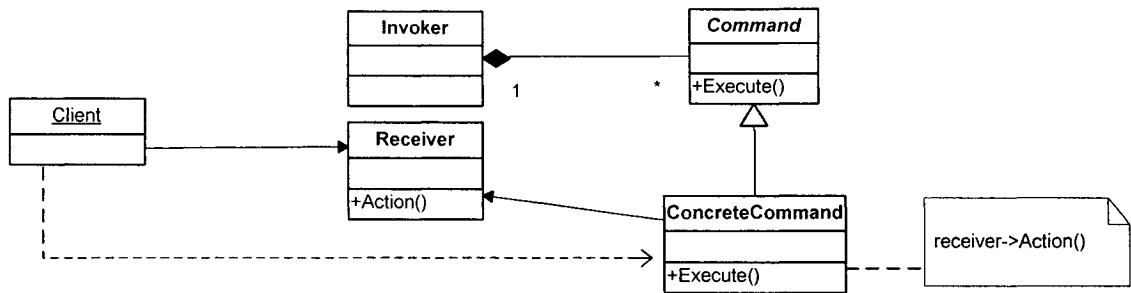 Invoker
Command
+Execute()
1
*
Client
Receiver
+Action()
ConcreteCommand
+Execute()
receiver->Action()